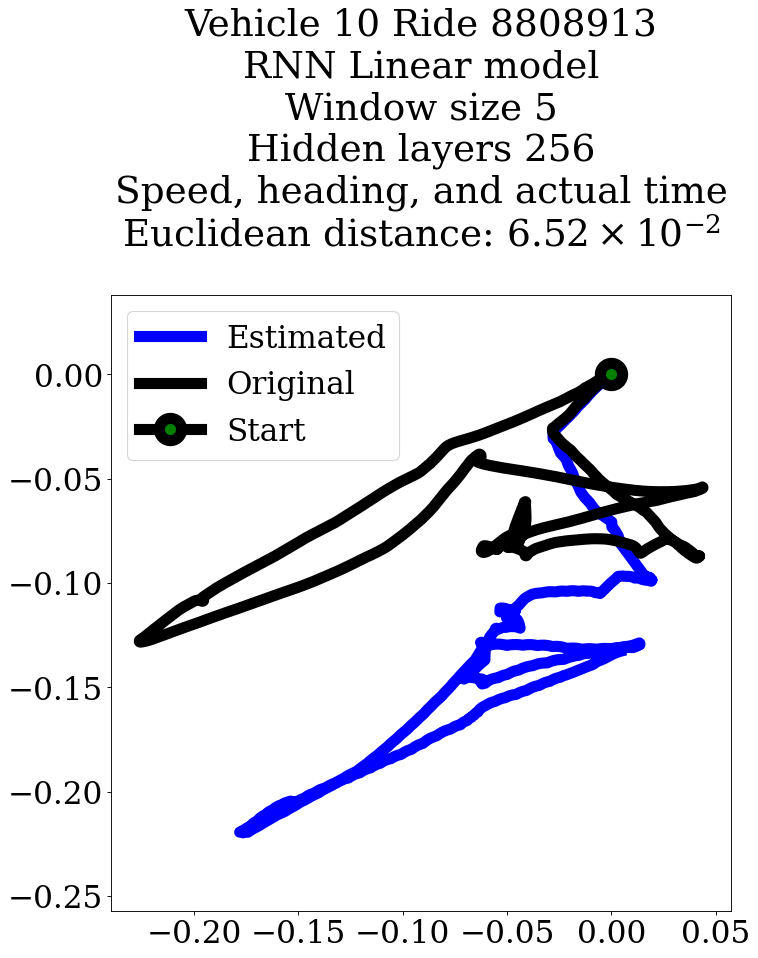 Vehicle 10 Ride 8808913
RNN Linear model
Window size 5
Hidden layers 256
Speed, heading, and actual time
Euclidean distance: 6.52 × 10⁻²
Estimated
Original
Start
0.00
−0.05
−0.10
−0.15
−0.20
−0.25
−0.20 −0.15 −0.10 −0.05 0.00 0.05